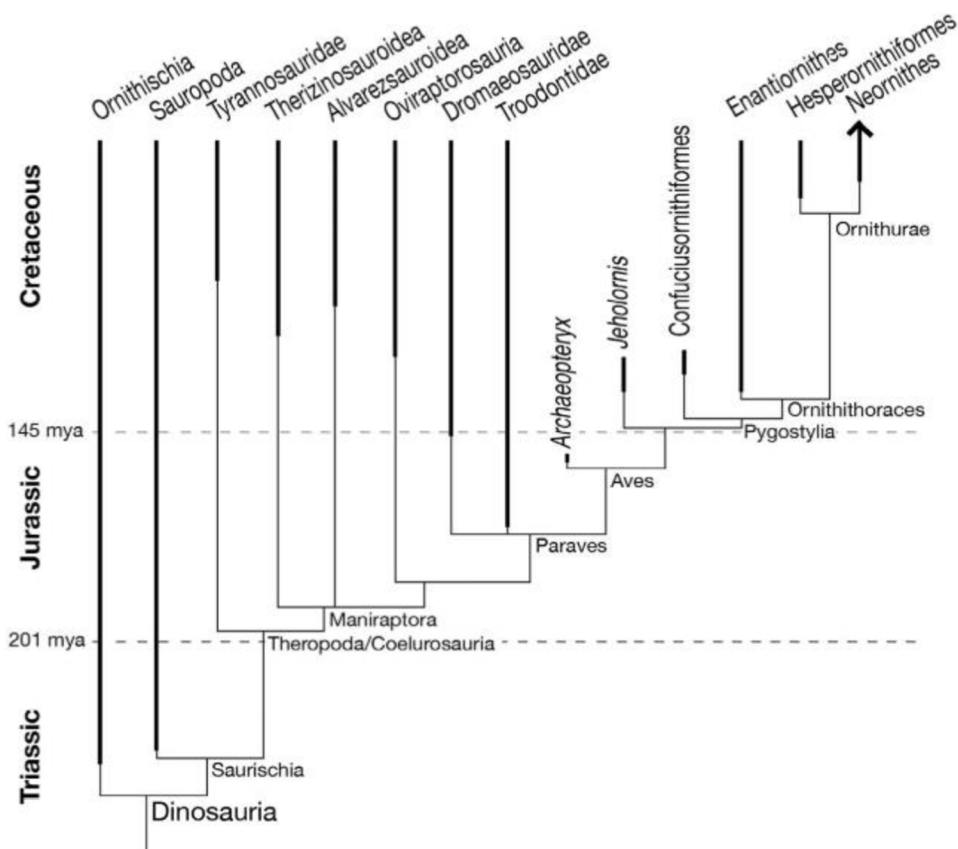 Ornithischia
Sauropoda
Tyrannosauridae
Therizinosauroidea
Alvarezsauroidea
Oviraptorosauria
Dromaeosauridae
Troodontidae
Enantiornithes
Hesperornithiformes
Neornithes
Cretaceous
Confuciusornithiformes
Jeholornis
Archaeopteryx
Ornithurae
Ornithithoraces
Pygostylia
145 mya
Aves
Jurassic
Paraves
Maniraptora
201 mya
Theropoda/Coelurosauria
Triassic
Saurischia
Dinosauria